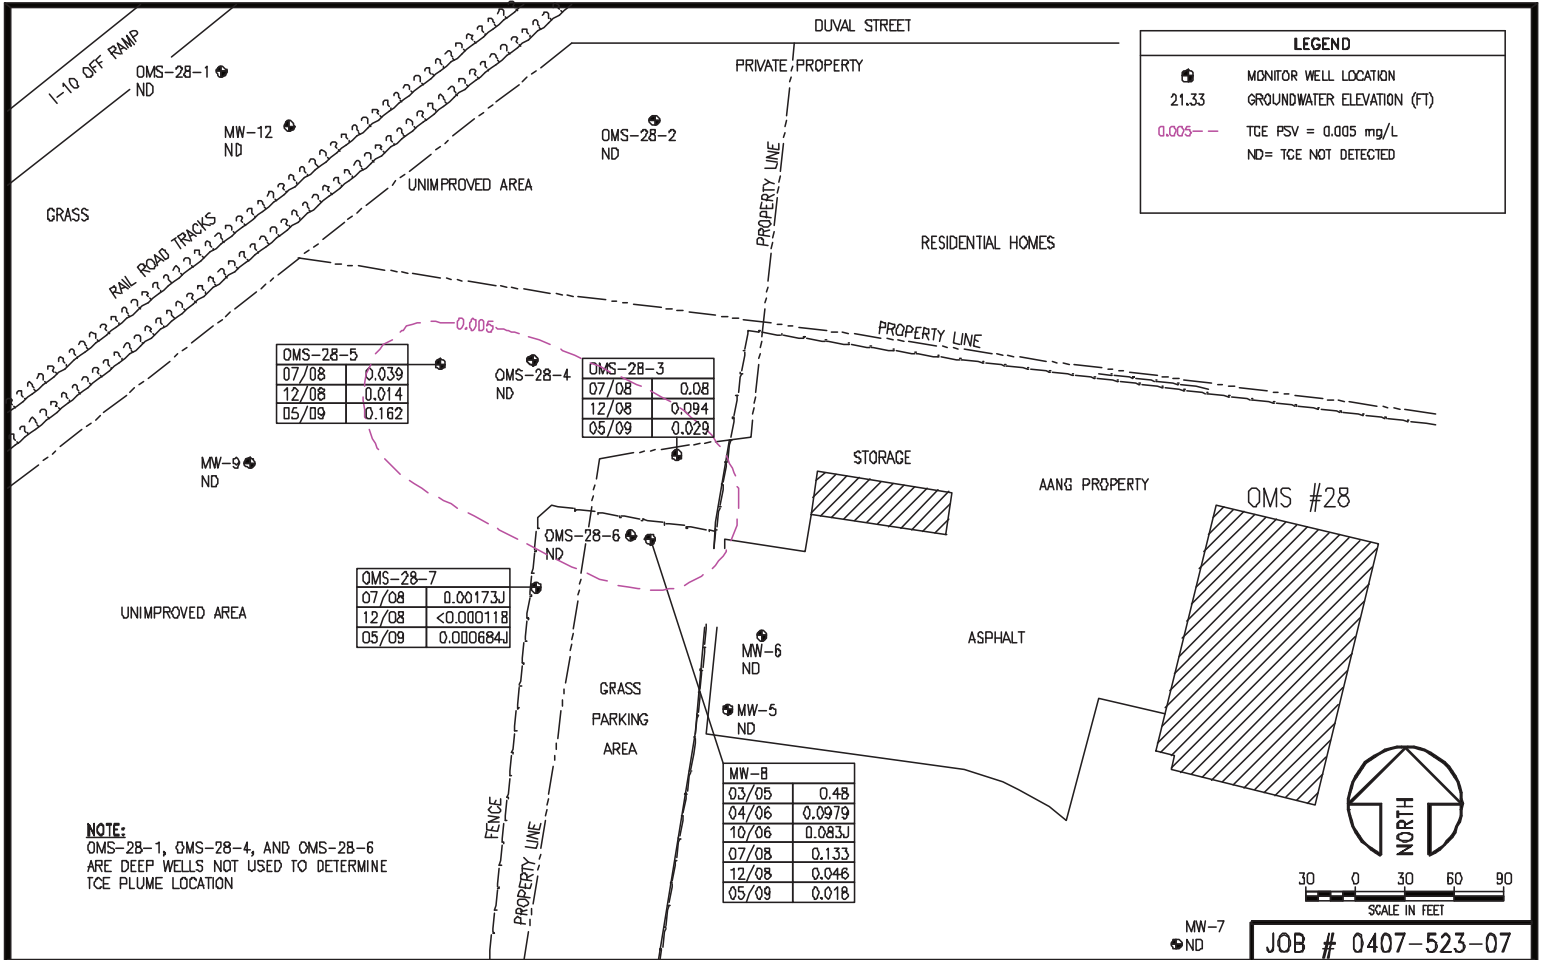 DUVAL STREET
I-10 OFF RAMP
OMS-28-1
ND
PRIVATE PROPERTY
LEGEND
MONITOR WELL LOCATION
21.33 GROUNDWATER ELEVATION (FT)
0.005-- TCE PSV = 0.005 mg/L
ND= TCE NOT DETECTED
MW-12
ND
OMS-28-2
ND
PROPERTY LINE
UNIMPROVED AREA
GRASS
RAIL ROAD TRACKS
RESIDENTIAL HOMES
0.005
PROPERTY LINE
OMS-28-5
07/08 0.039
12/08 0.014
05/09 0.162
OMS-28-4
ND
OMS-28-3
07/08 0.08
12/08 0.094
05/09 0.029
MW-9
ND
STORAGE
AANG PROPERTY
OMS #28
OMS-28-6
ND
OMS-28-7
07/08 0.00173J
12/08 <0.000118
05/09 0.000684J
UNIMPROVED AREA
ASPHALT
MW-6
ND
GRASS
PARKING
AREA
MW-5
ND
MW-8
03/05 0.48
04/06 0.0979
10/06 0.083J
07/08 0.133
12/08 0.046
05/09 0.018
FENCE
PROPERTY LINE
NOTE:
OMS-28-1, OMS-28-4, AND OMS-28-6
ARE DEEP WELLS NOT USED TO DETERMINE
TCE PLUME LOCATION
NORTH
30 0 30 60 90
SCALE IN FEET
MW-7
ND
JOB # 0407-523-07